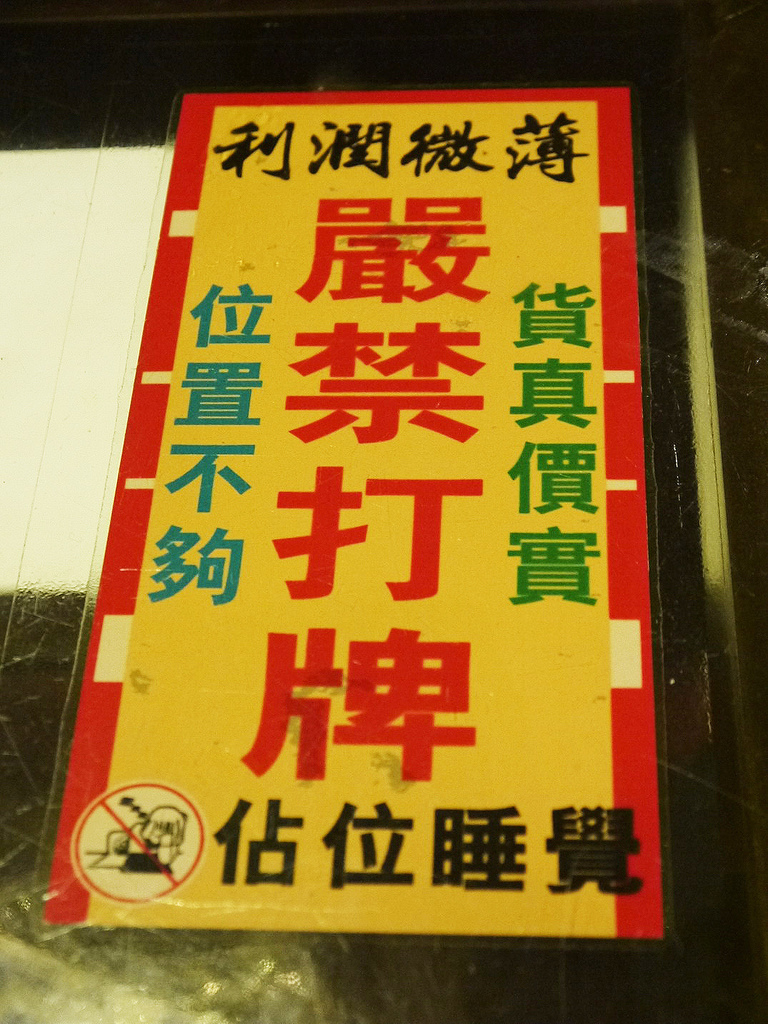 利潤微薄
貨真價實
嚴禁打牌
位置不夠
佔位睡覺